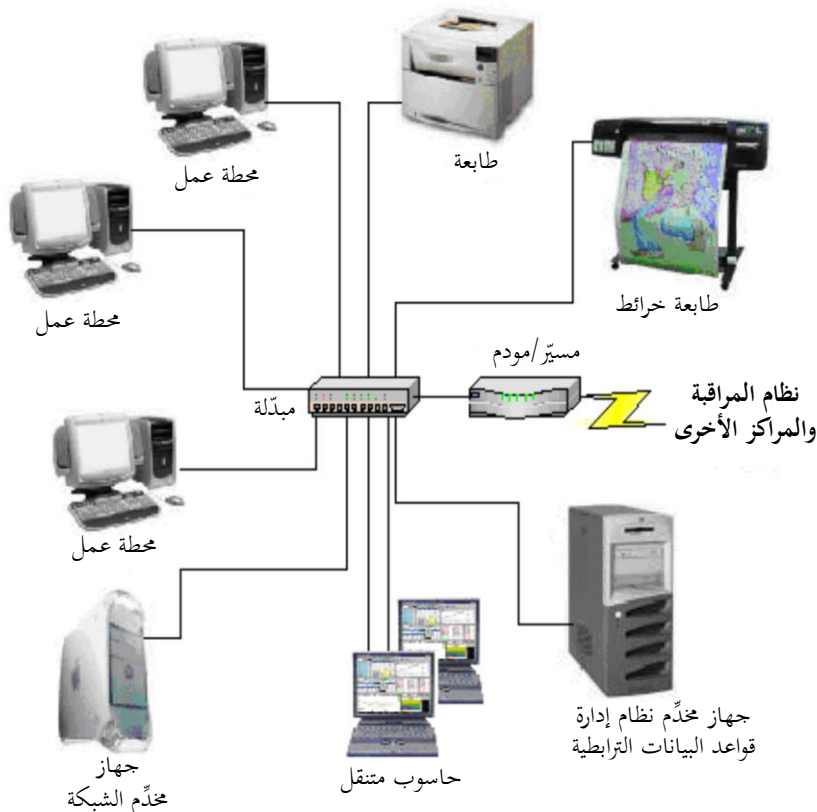 محطة عمل
طابعة
محطة عمل
طابعة خرائط
مسيّر/مودم
مبدّلة
نظام المراقبة
والمراكز الأخرى
محطة عمل
جهاز مخدِّم نظام إدارة
قواعد البيانات الترابطية
حاسوب متنقل
جهاز
مخدِّم الشبكة